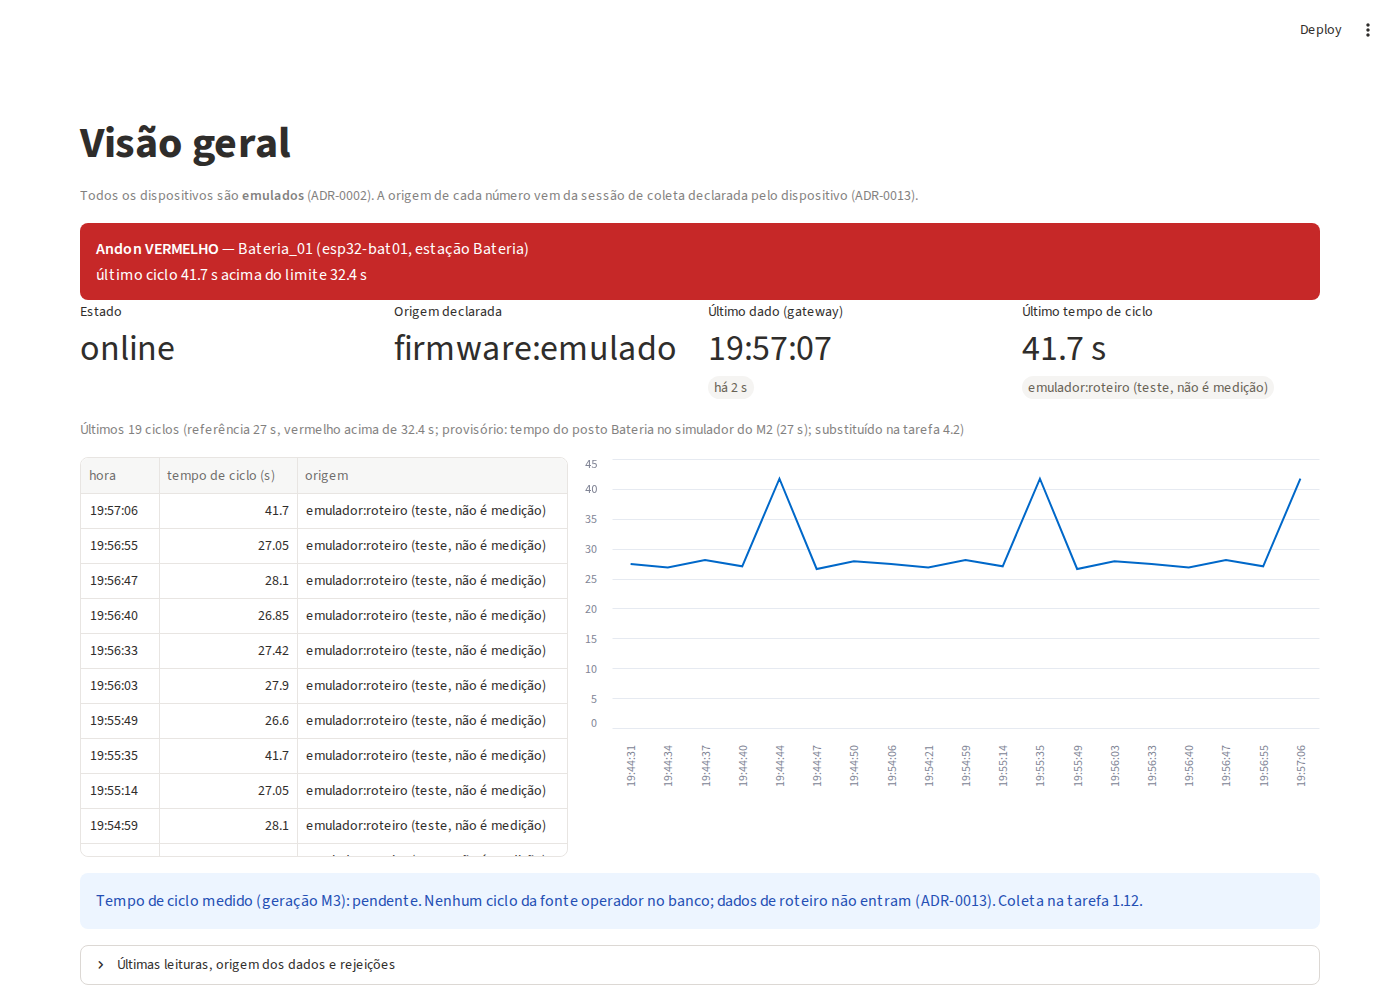 Deploy
Visão geral
Todos os dispositivos são emulados (ADR-0002). A origem de cada número vem da sessão de coleta declarada pelo dispositivo (ADR-0013).
Andon VERMELHO — Bateria_01 (esp32-bat01, estação Bateria)
último ciclo 41.7 s acima do limite 32.4 s
Estado
online
Origem declarada
firmware:emulado
Último dado (gateway)
19:57:07
há 2 s
Último tempo de ciclo
41.7 s
emulador:roteiro (teste, não é medição)
Últimos 19 ciclos (referência 27 s, vermelho acima de 32.4 s; provisório: tempo do posto Bateria no simulador do M2 (27 s); substituído na tarefa 4.2)
hora tempo de ciclo (s) origem
19:57:06 41.7 emulador:roteiro (teste, não é medição)
19:56:55 27.05 emulador:roteiro (teste, não é medição)
19:56:47 28.1 emulador:roteiro (teste, não é medição)
19:56:40 26.85 emulador:roteiro (teste, não é medição)
19:56:33 27.42 emulador:roteiro (teste, não é medição)
19:56:03 27.9 emulador:roteiro (teste, não é medição)
19:55:49 26.6 emulador:roteiro (teste, não é medição)
19:55:35 41.7 emulador:roteiro (teste, não é medição)
19:55:14 27.05 emulador:roteiro (teste, não é medição)
19:54:59 28.1 emulador:roteiro (teste, não é medição)
45
40
35
30
25
20
15
10
5
0
19:44:31
19:44:34
19:44:37
19:44:40
19:44:44
19:44:47
19:44:50
19:54:06
19:54:21
19:54:59
19:55:14
19:55:35
19:55:49
19:56:03
19:56:33
19:56:40
19:56:47
19:56:55
19:57:06
Tempo de ciclo medido (geração M3): pendente. Nenhum ciclo da fonte operador no banco; dados de roteiro não entram (ADR-0013). Coleta na tarefa 1.12.
Últimas leituras, origem dos dados e rejeições